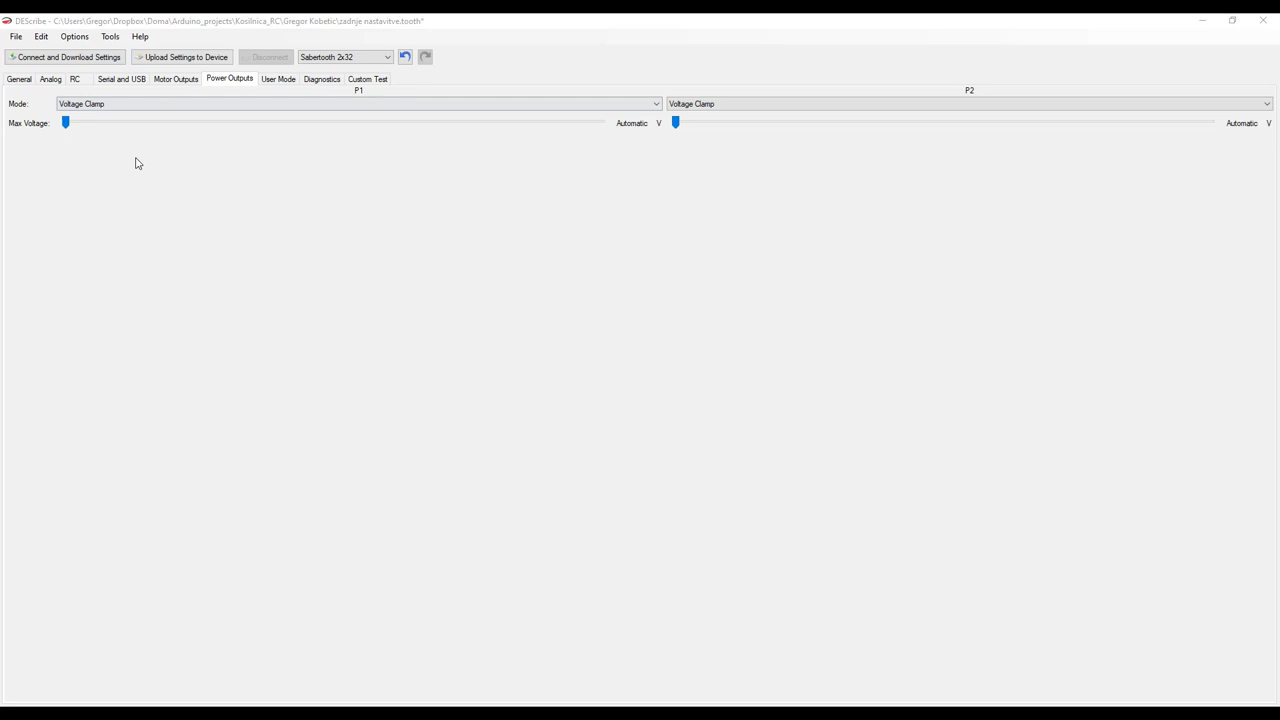 DEScribe - C:\Users\Gregor\Dropbox\Doma\Arduino_projects\Kosilnica_RC\Gregor Kobetic\zadnje nastavitve.tooth*
File Edit Options Tools Help
Connect and Download Settings Upload Settings to Device Disconnect Sabertooth 2x32
General Analog RC Serial and USB Motor Outputs Power Outputs User Mode Diagnostics Custom Test
P1 P2
Mode: Voltage Clamp Voltage Clamp
Max Voltage: Automatic V Automatic V